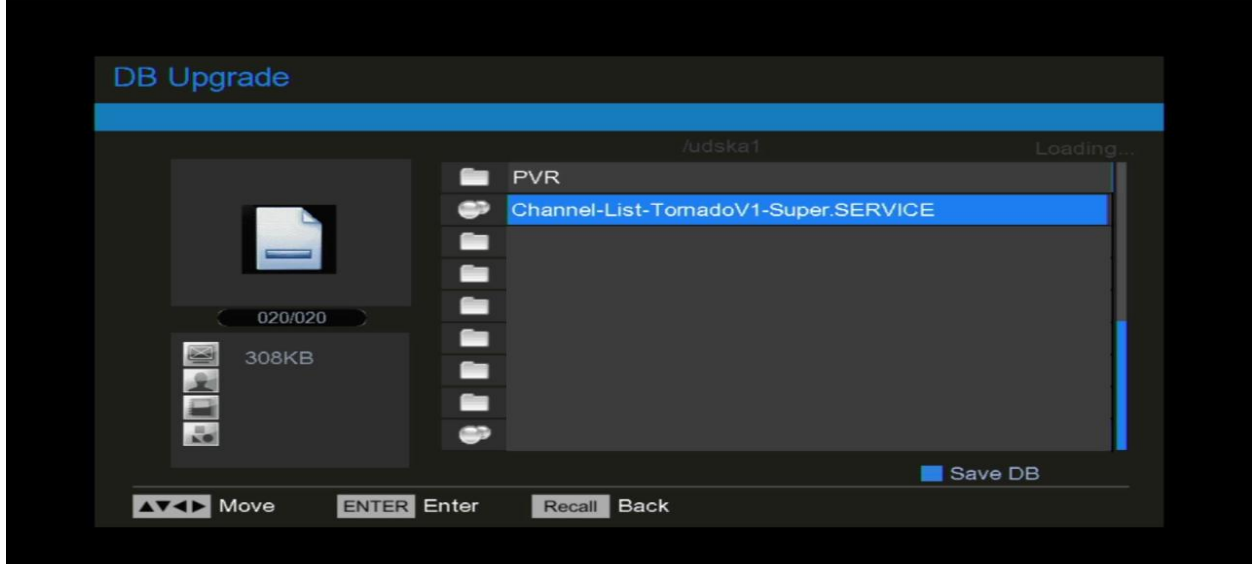 DB Upgrade
/udska1
Loading...
PVR
Channel-List-TornadoV1-Super.SERVICE
020/020
308KB
Save DB
▲▼◄► Move ENTER Enter Recall Back